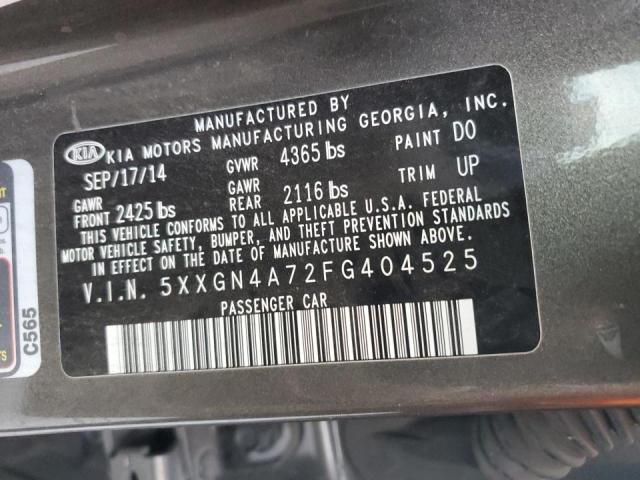 MANUFACTURED BY
KIA KIA MOTORS MANUFACTURING GEORGIA, INC.
SEP/17/14 GVWR 4365 lbs PAINT DO
GAWR FRONT 2425 lbs GAWR REAR 2116 lbs TRIM UP
THIS VEHICLE CONFORMS TO ALL APPLICABLE U.S.A. FEDERAL
MOTOR VEHICLE SAFETY, BUMPER, AND THEFT PREVENTION STANDARDS
IN EFFECT ON THE DATE OF MANUFACTURE SHOWN ABOVE.
V.I.N. 5XXGN4A72FG404525
PASSENGER CAR
C565